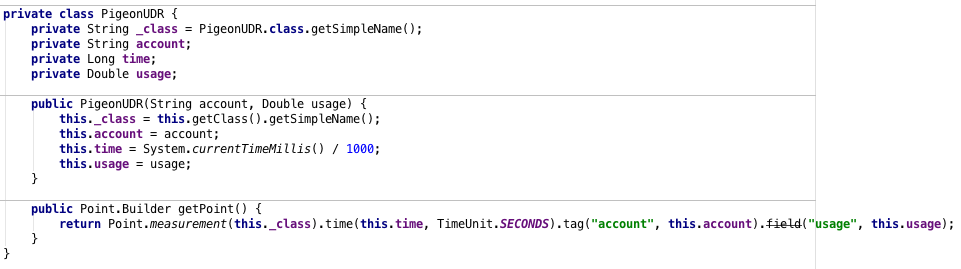 private class PigeonUDR {
    private String _class = PigeonUDR.class.getSimpleName();
    private String account;
    private Long time;
    private Double usage;
    public PigeonUDR(String account, Double usage) {
        this._class = this.getClass().getSimpleName();
        this.account = account;
        this.time = System.currentTimeMillis() / 1000;
        this.usage = usage;
    }
    public Point.Builder getPoint() {
        return Point.measurement(this._class).time(this.time, TimeUnit.SECONDS).tag("account", this.account).field("usage", this.usage);
    }
}